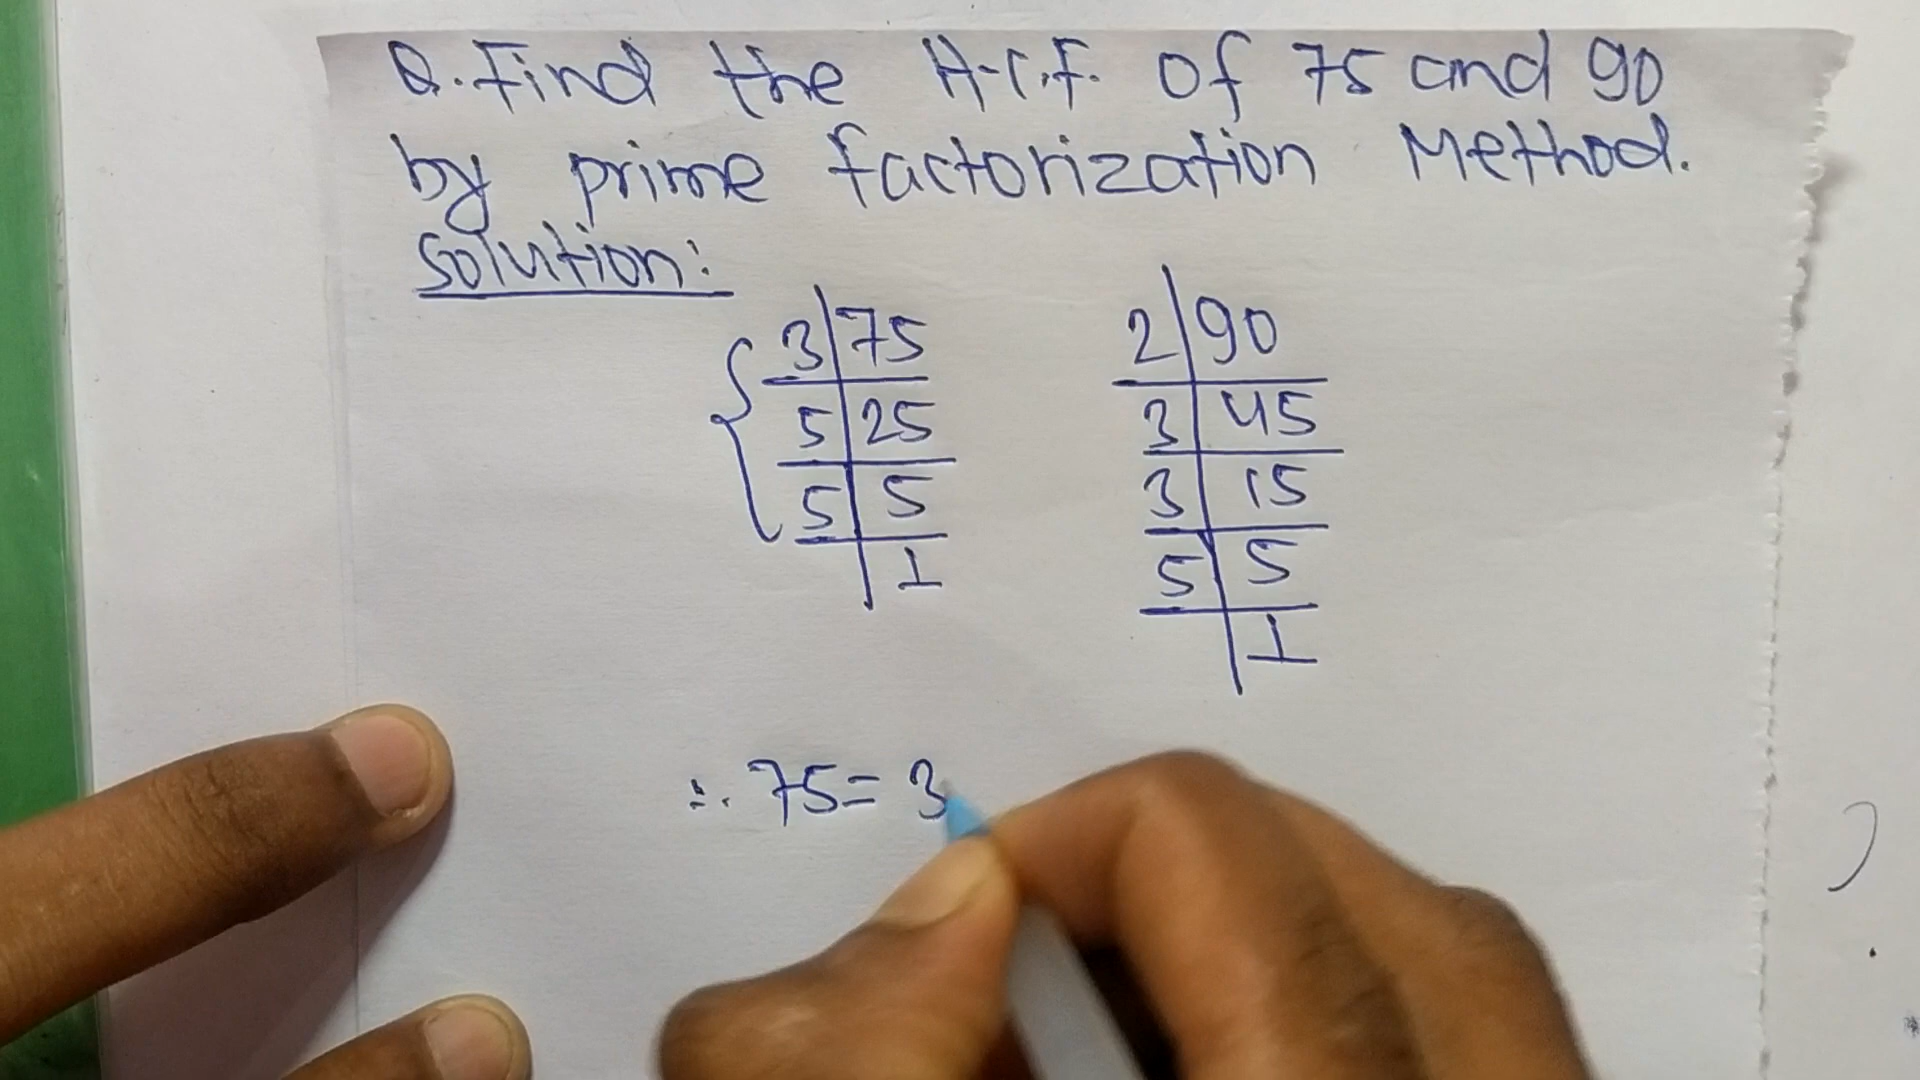 Q. Find the H.C.F. of 75 and 90
by prime factorization Method.
Solution:
3 75
5 25
5 5
1
2 90
3 45
3 15
5 5
1
∴ 75 = 3